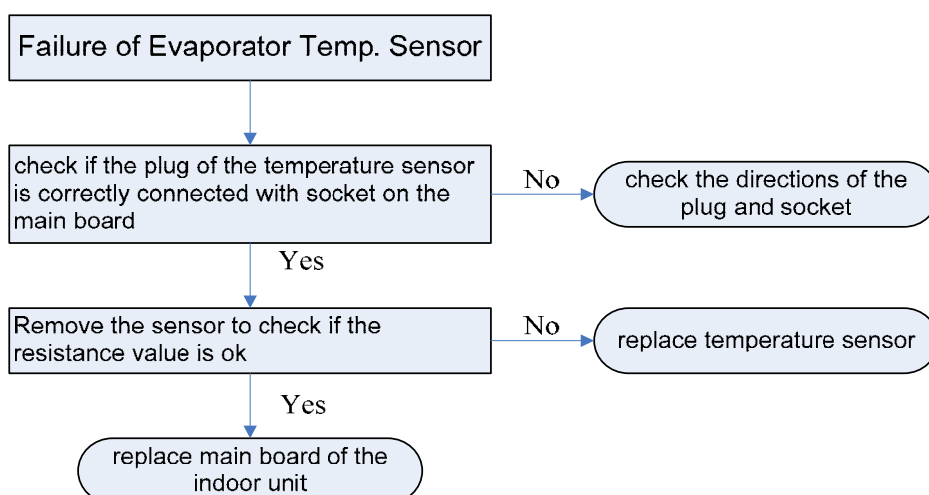 Failure of Evaporator Temp. Sensor
check if the plug of the temperature sensor
is correctly connected with socket on the
main board
No
check the directions of the
plug and socket
Yes
Remove the sensor to check if the
resistance value is ok
No
replace temperature sensor
Yes
replace main board of the
indoor unit